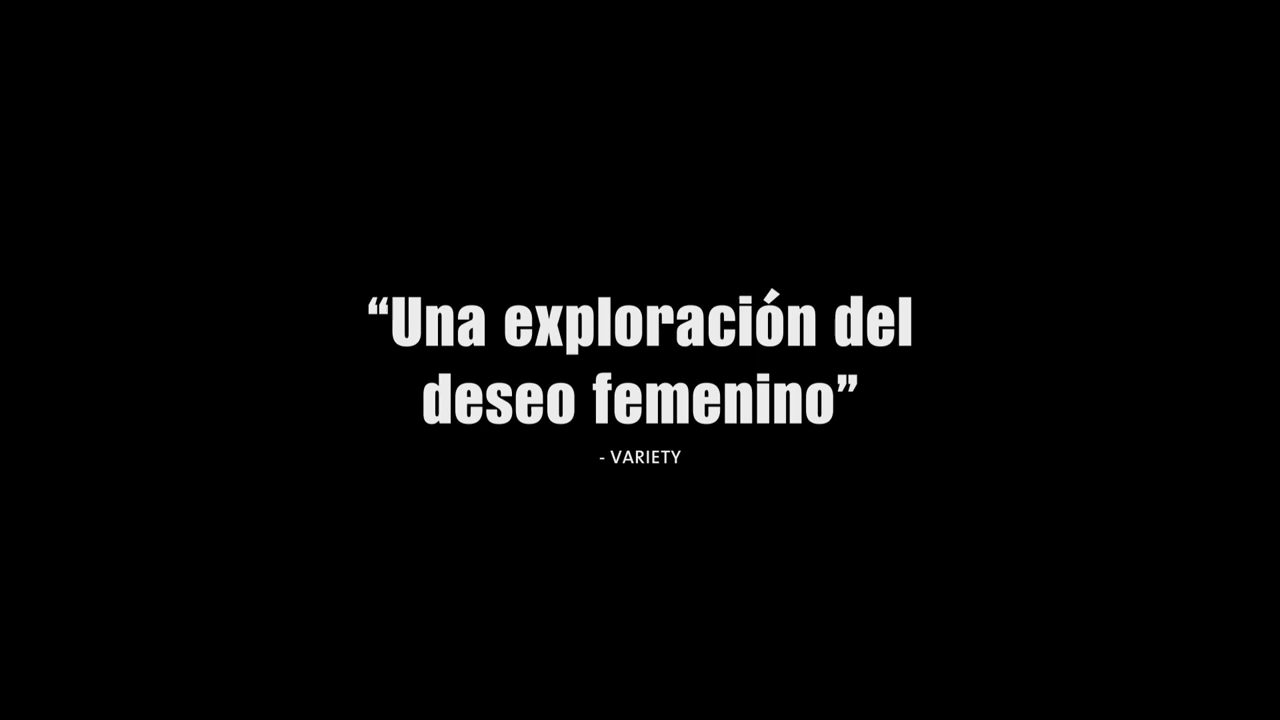 “Una exploración del
deseo femenino”
- VARIETY